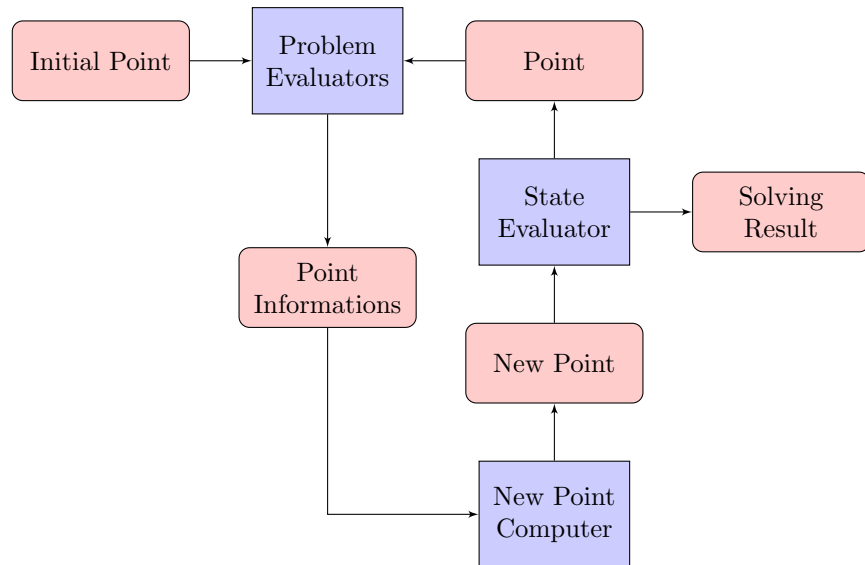 Initial Point
Problem
Evaluators
Point
State
Evaluator
Solving
Result
Point
Informations
New Point
New Point
Computer